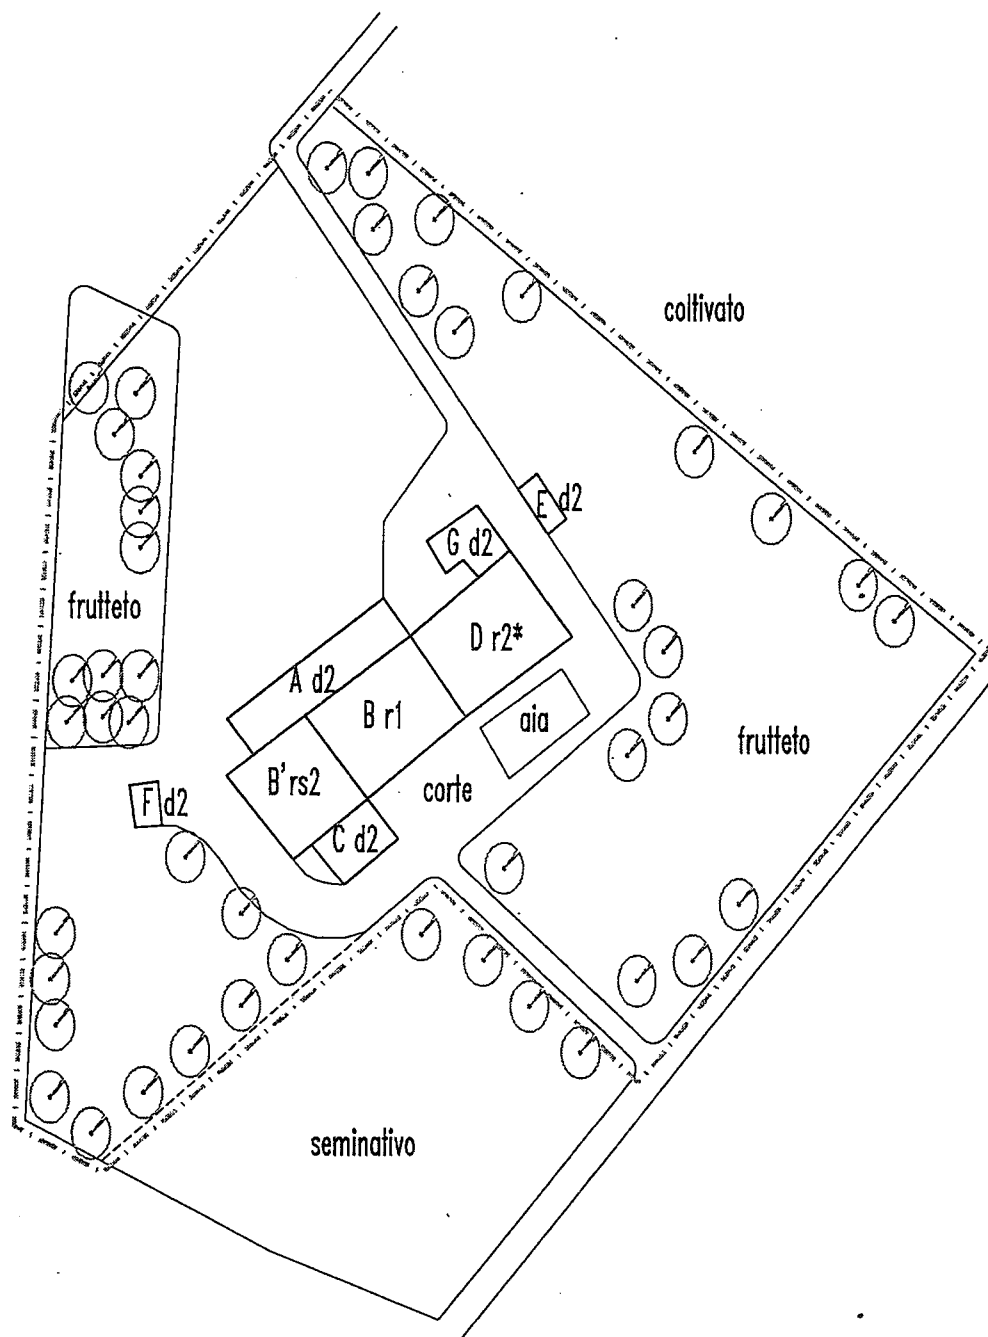 coltivato
E d2
G d2
frutteto
D r2*
A d2
B r1
aia
frutteto
B'rs2
corte
F d2
C d2
seminativo